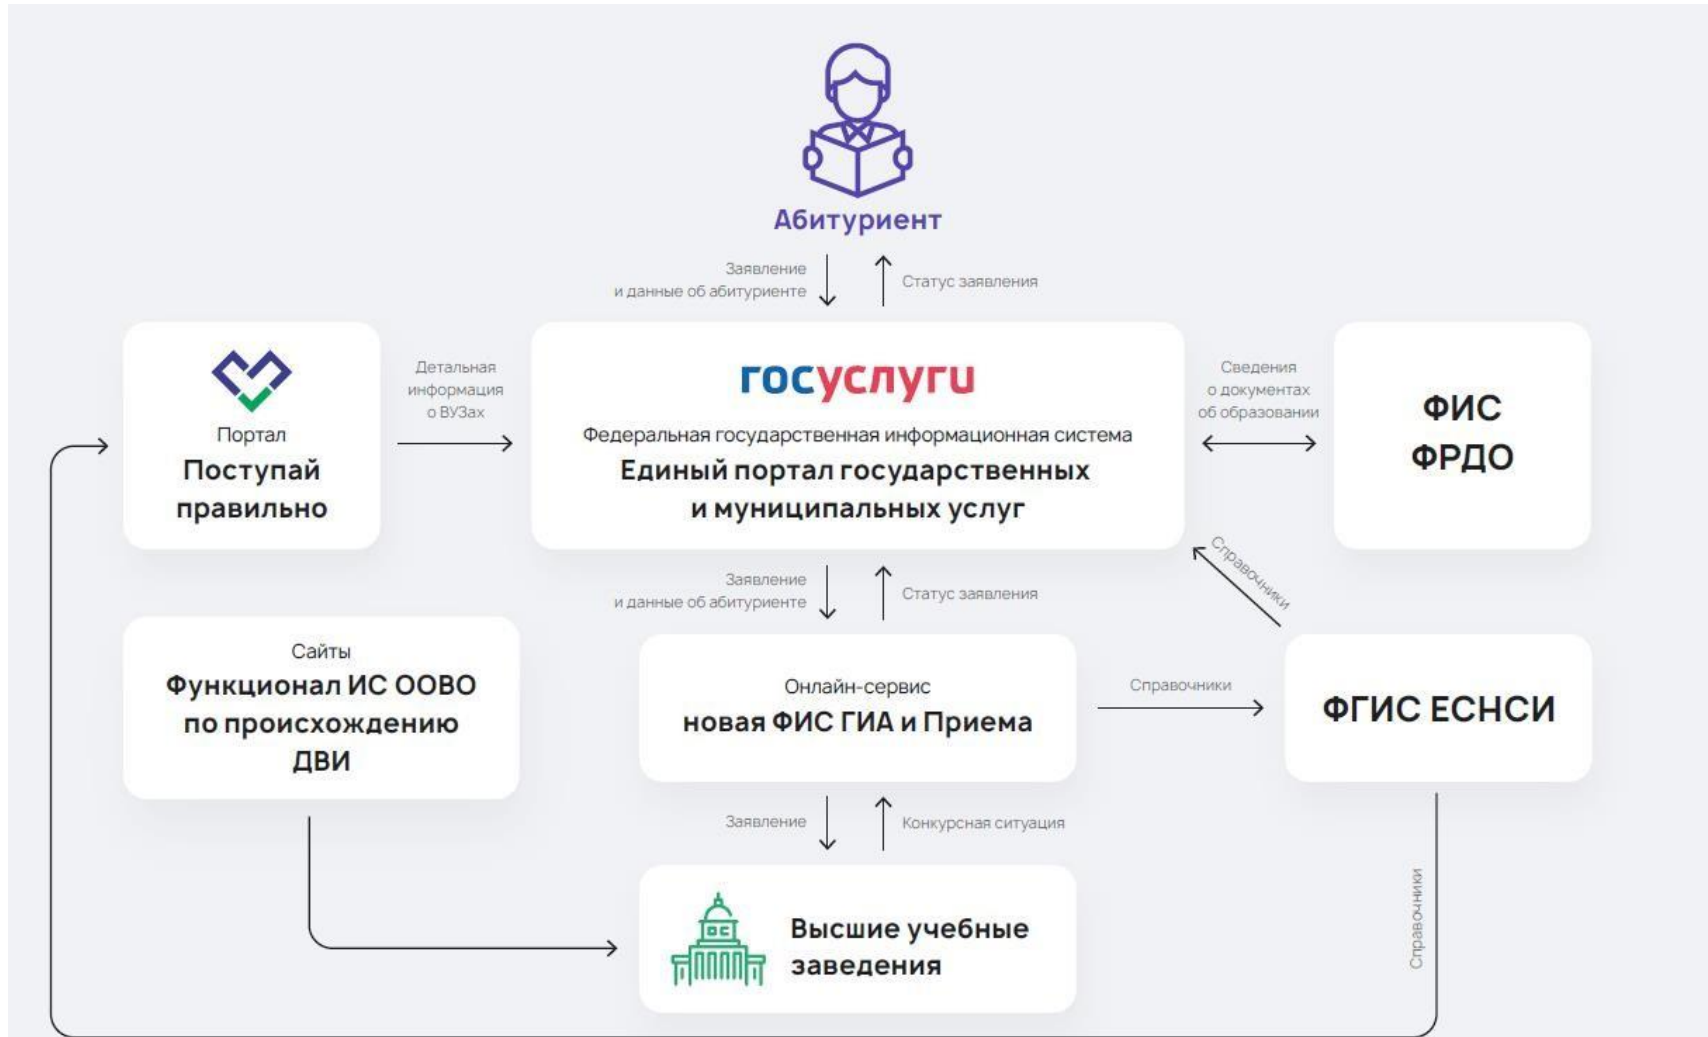 Абитуриент
Заявление
и данные об абитуриенте
Статус заявления
Портал
Поступай
правильно
Детальная
информация
о ВУЗах
госуслуги
Федеральная государственная информационная система
Единый портал государственных
и муниципальных услуг
Сведения
о документах
об образовании
ФИС
ФРДО
Заявление
и данные об абитуриенте
Статус заявления
Справочники
Сайты
Функционал ИС ООВО
по происхождению
ДВИ
Онлайн-сервис
новая ФИС ГИА и Приема
Справочники
ФГИС ЕСНСИ
Заявление
Конкурсная ситуация
Высшие учебные
заведения
Справочники